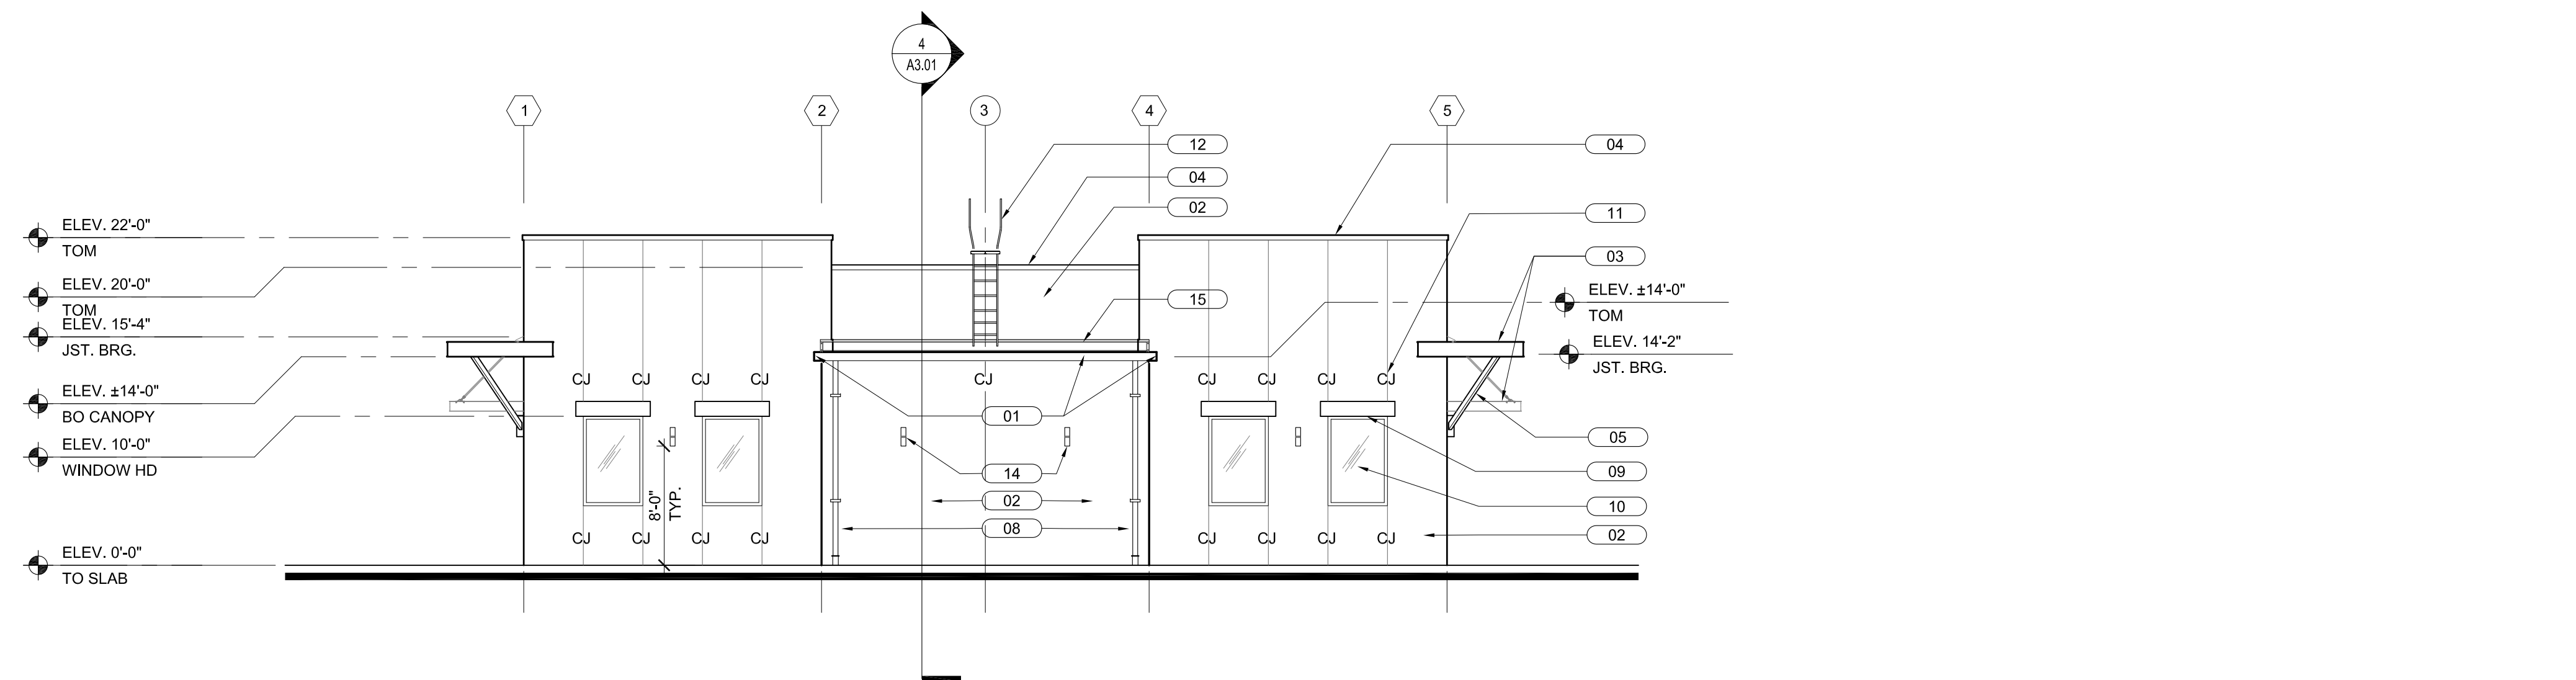 4
A3.01
1
2
3
4
5
12
04
04
02
11
ELEV. 22'-0"
TOM
03
ELEV. 20'-0"
TOM
15
ELEV. ±14'-0"
TOM
ELEV. 15'-4"
JST. BRG.
ELEV. 14'-2"
JST. BRG.
CJ CJ CJ CJ CJ CJ CJ CJ CJ
ELEV. ±14'-0"
BO CANOPY
01
05
ELEV. 10'-0"
WINDOW HD
14
09
8'-0"
TYP.
02
10
08
02
CJ CJ CJ CJ CJ CJ CJ CJ
ELEV. 0'-0"
TO SLAB